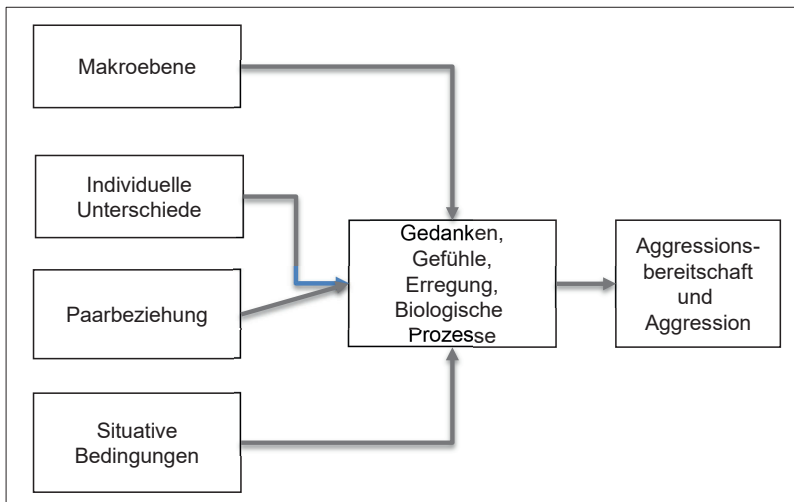 Makroebene
Individuelle
Unterschiede
Paarbeziehung
Situative
Bedingungen
Gedanken,
Gefühle,
Erregung,
Biologische
Prozesse
Aggressions-
bereitschaft
und
Aggression